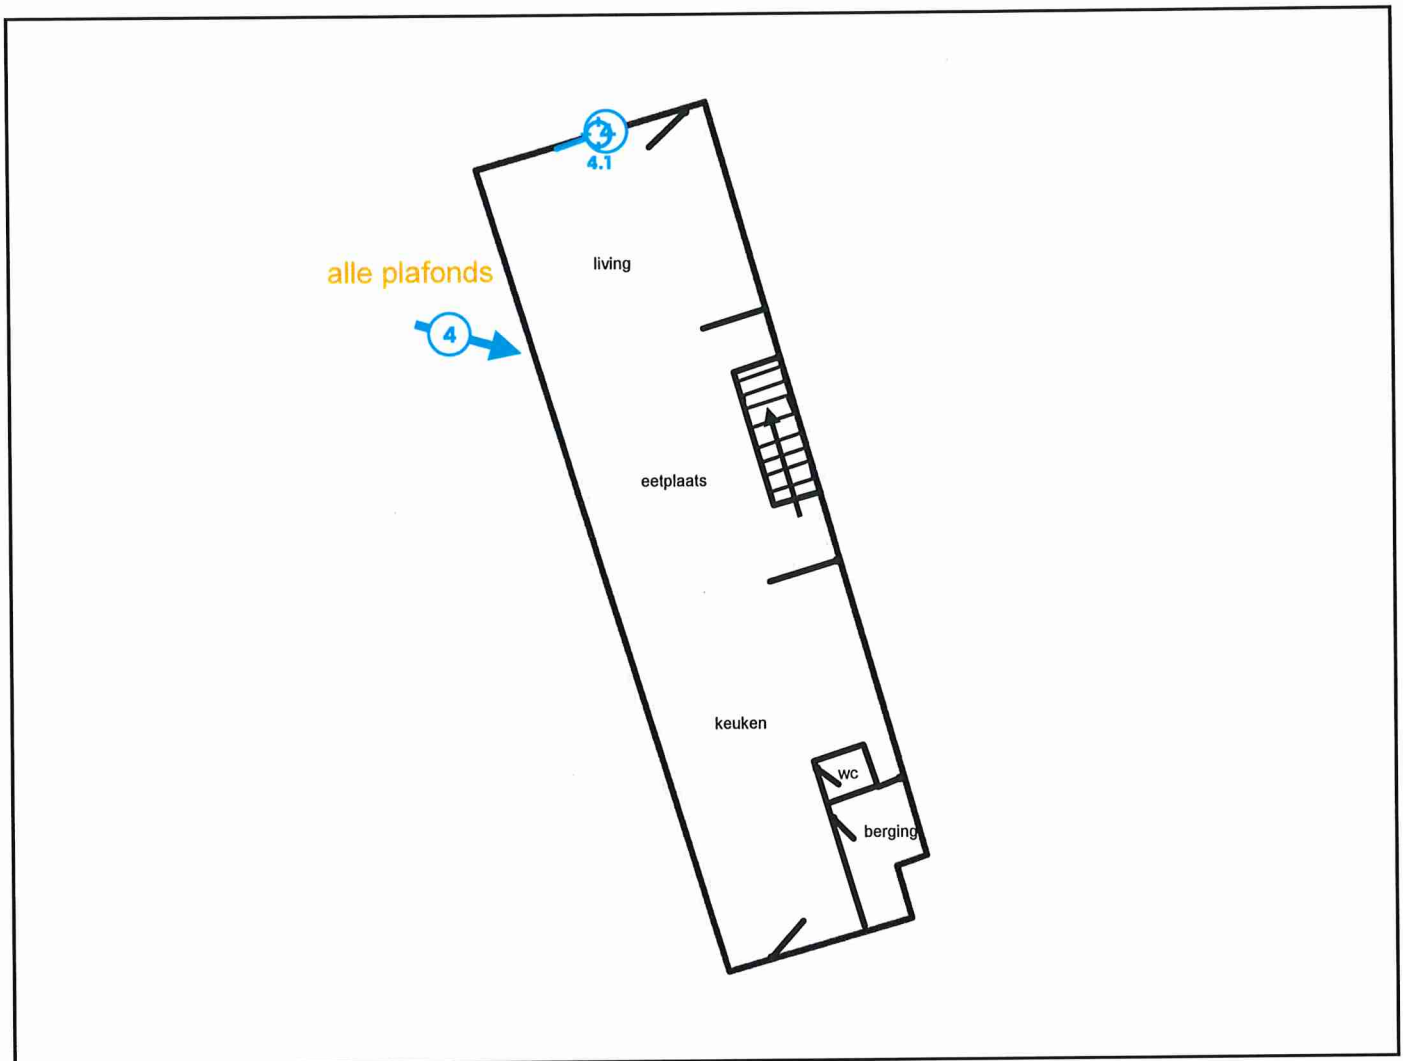 4
4.1
living
alle plafonds
4
eetplaats
keuken
wc
berging